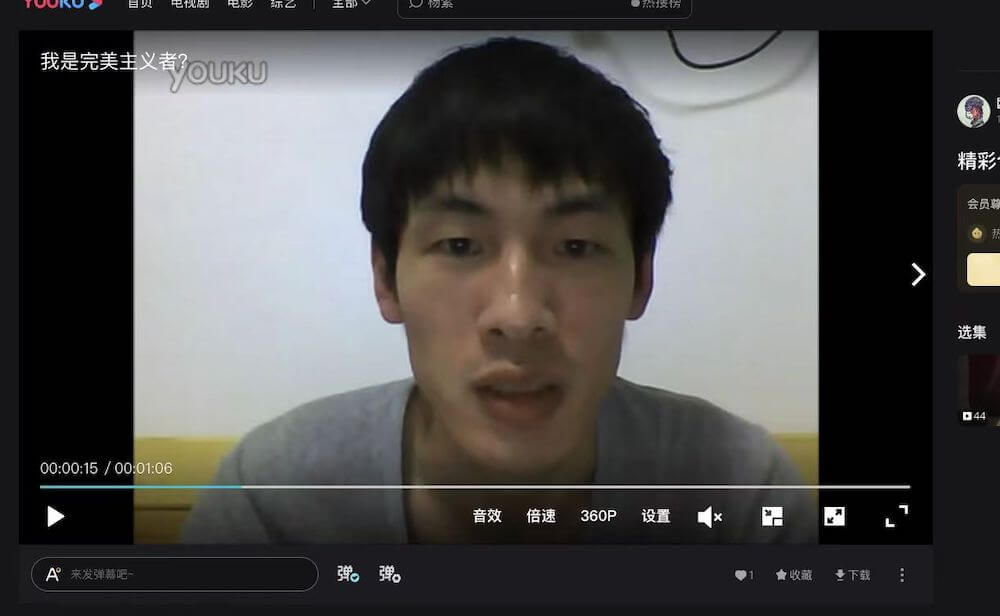 YOUKU 首页 电视剧 电影 综艺 全部 搜索 热搜榜
我是完美主义者?
YOUKU
精彩
会员尊
热
选集
44
00:00:15 / 00:01:06
音效 倍速 360P 设置
来发弹幕吧~ 弹 弹 1 收藏 下载